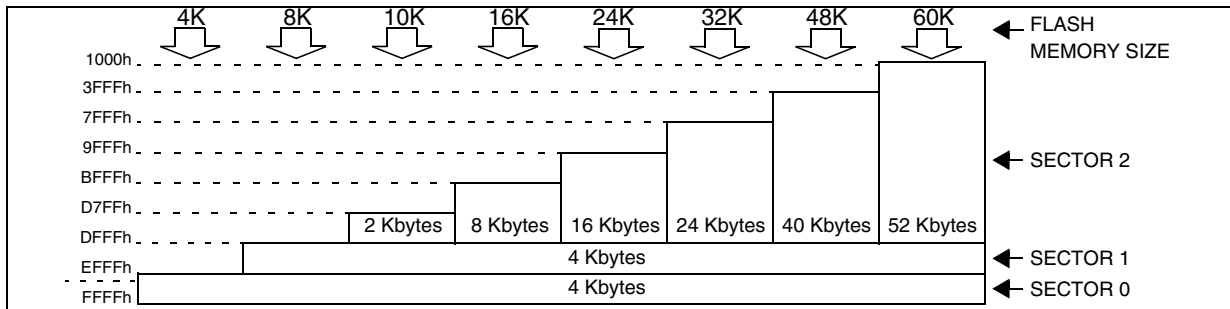 4K 8K 10K 16K 24K 32K 48K 60K
FLASH
MEMORY SIZE
1000h
3FFFh
7FFFh
9FFFh
BFFFh
SECTOR 2
D7FFh
2 Kbytes 8 Kbytes 16 Kbytes 24 Kbytes 40 Kbytes 52 Kbytes
DFFFh
4 Kbytes
SECTOR 1
EFFFh
4 Kbytes
SECTOR 0
FFFFh